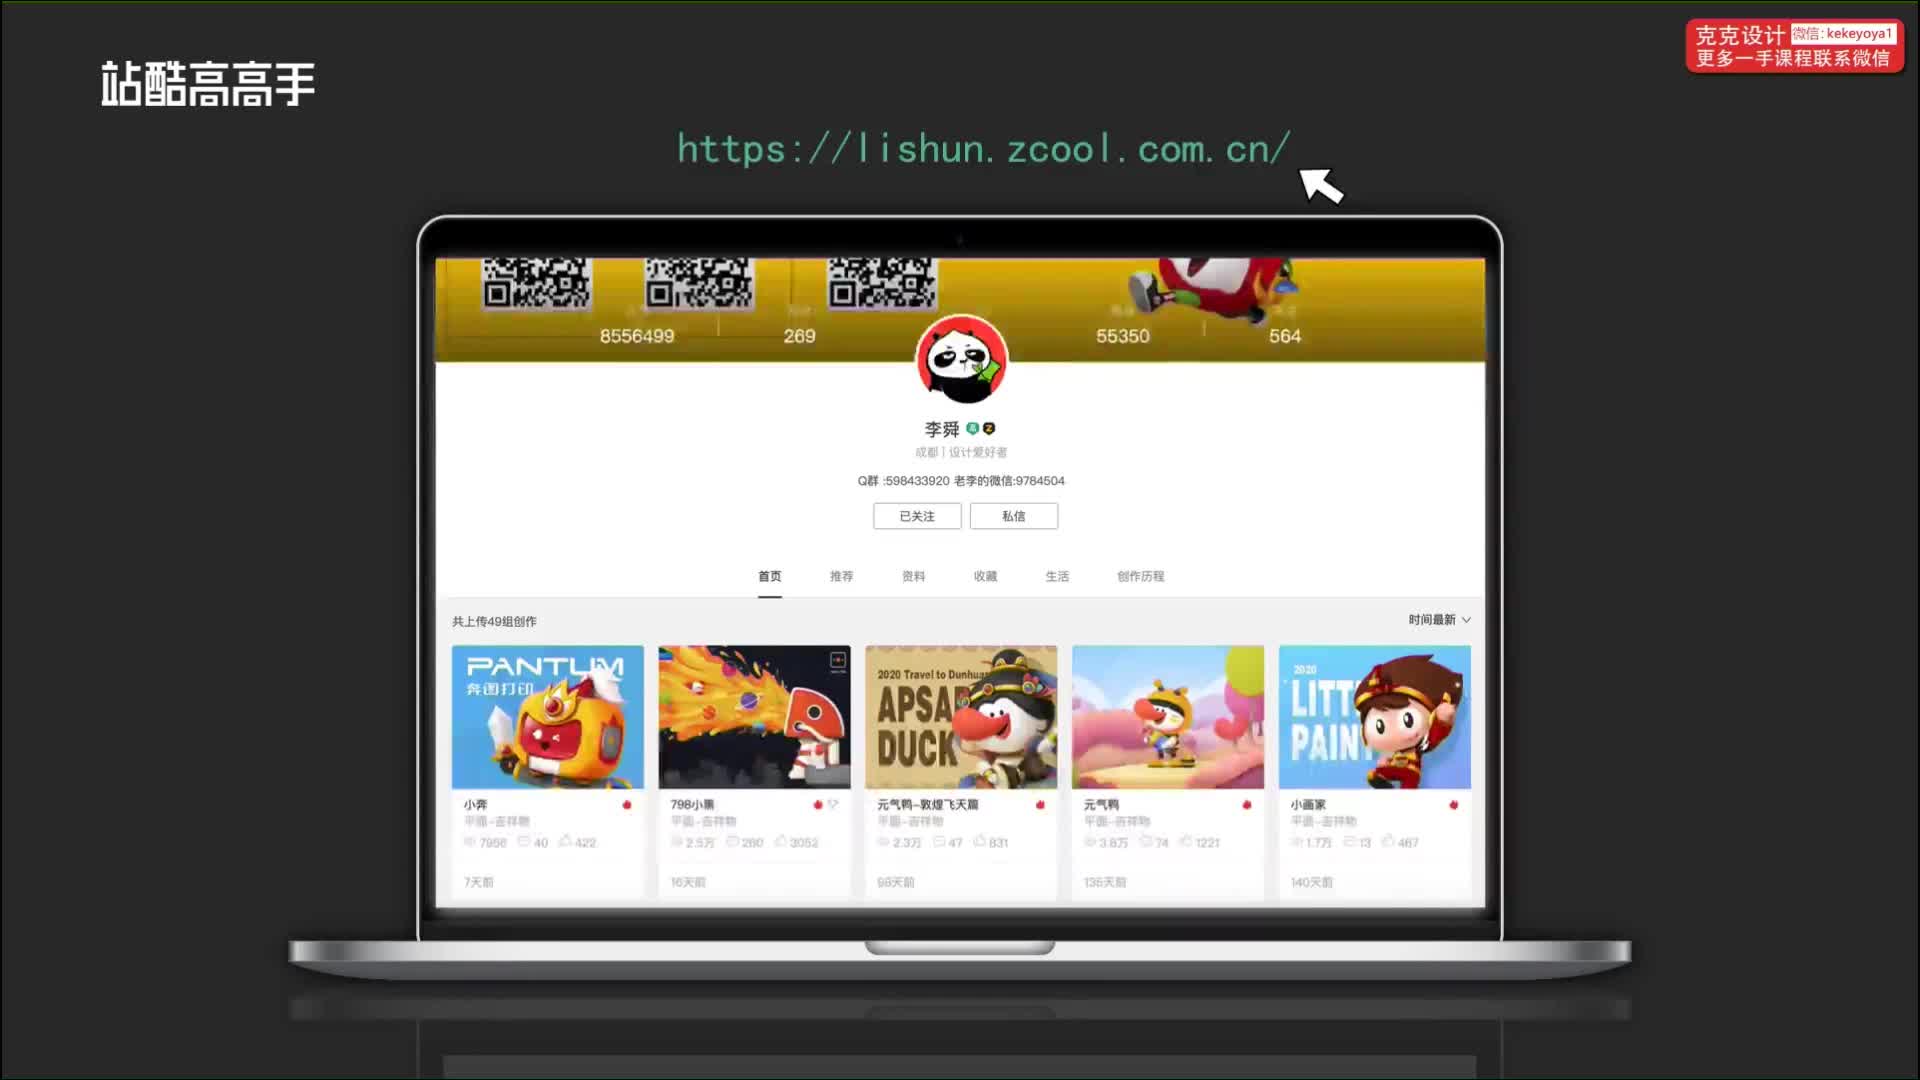 站酷高高手
克克设计 微信:kekeyoya1
更多一手课程联系微信
https://lishun.zcool.com.cn/
8556499 269 55350 564
李舜
成都 | 设计爱好者
Q群 :598433920 老李的微信:9784504
已关注 私信
首页 推荐 资料 收藏 生活 创作历程
共上传49组创作 时间最新
PANTUM
奔图打印
2020 Travel to
APSA
DUCK
2020
LITT
PAINT
小奔 798小黑 元气鸭-敦煌飞天篇 元气鸭 小画家
平面-吉祥物 平面-吉祥物 平面-吉祥物 平面-吉祥物 平面-吉祥物
7956 40 422 2.5万 260 3052 2.3万 47 831 3.8万 74 1221 1.7万 13 467
7天前 16天前 98天前 135天前 140天前